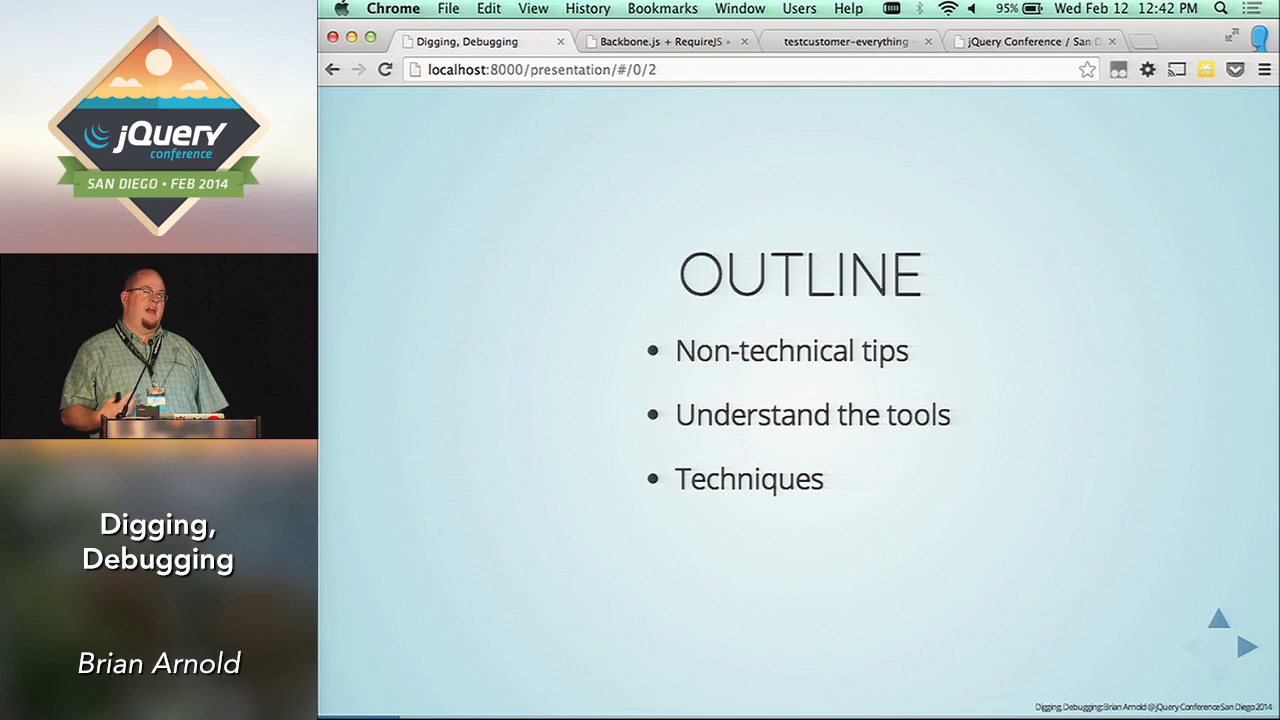 jQuery
conference
SAN DIEGO • FEB 2014
Digging,
Debugging
Brian Arnold
Chrome File Edit View History Bookmarks Window Users Help 95% Wed Feb 12 12:42 PM
Digging, Debugging
Backbone.js + RequireJS
testcustomer-everything
jQuery Conference / San D
localhost:8000/presentation/#/0/2
OUTLINE
• Non-technical tips
• Understand the tools
• Techniques
Digging, Debugging: Brian Arnold @ jQuery Conference San Diego 2014